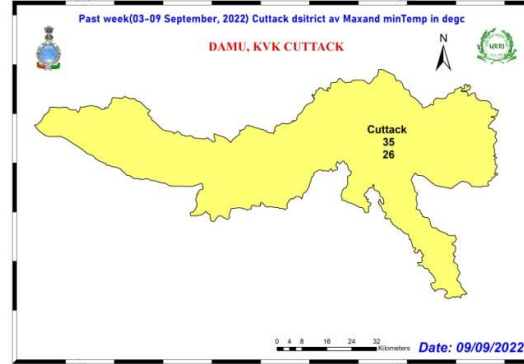 Past week(03-09 September, 2022) Cuttack dsitrict av Maxand minTemp in degc
DAMU, KVK CUTTACK
N
NRRI
Cuttack
35
26
0 4 8 16 24 32
Kilometers
Date: 09/09/2022